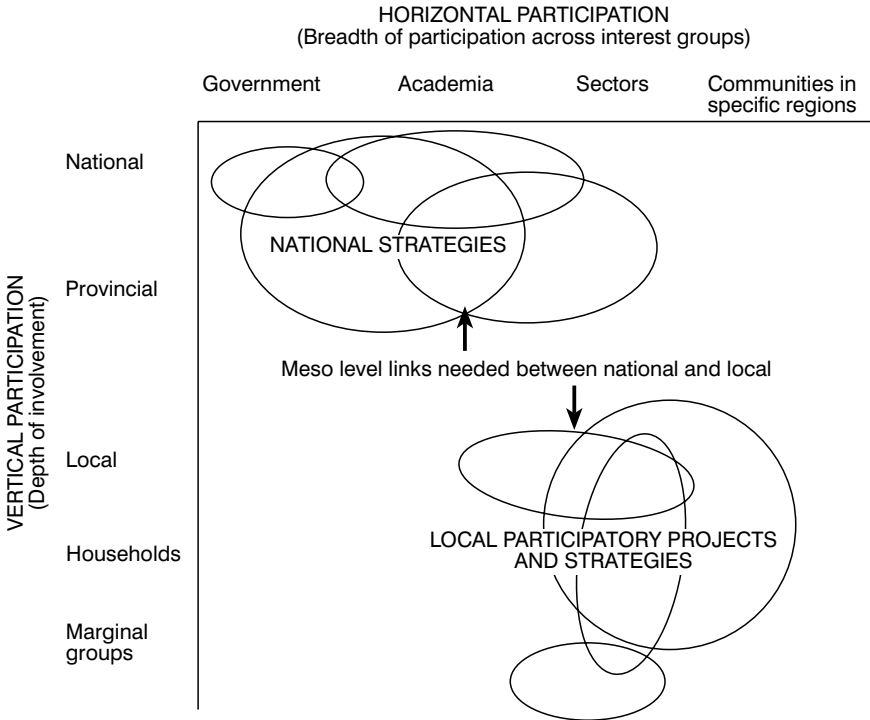 HORIZONTAL PARTICIPATION
(Breadth of participation across interest groups)
Government
Academia
Sectors
Communities in
specific regions
VERTICAL PARTICIPATION
(Depth of involvement)
National
NATIONAL STRATEGIES
Provincial
Meso level links needed between national and local
Local
LOCAL PARTICIPATORY PROJECTS
AND STRATEGIES
Households
Marginal
groups